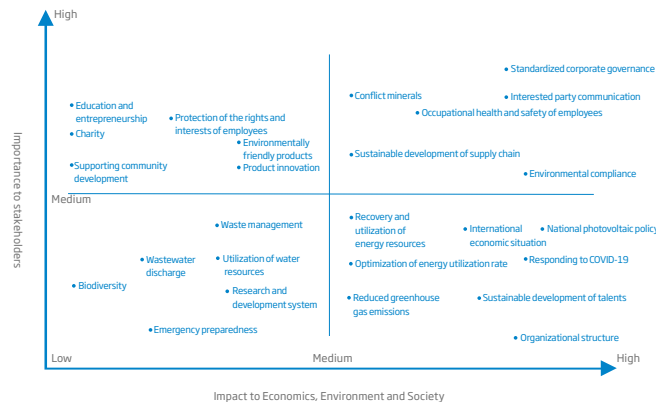 High
Standardized corporate governance
Conflict minerals
Interested party communication
Education and
entrepreneurship
Protection of the rights and
interests of employees
Occupational health and safety of employees
Charity
Environmentally
friendly products
Sustainable development of supply chain
Supporting community
development
Product innovation
Environmental compliance
Importance to stakeholders
Medium
Waste management
Recovery and
utilization of
energy resources
International
economic situation
National photovoltaic policy
Wastewater
discharge
Utilization of water
resources
Optimization of energy utilization rate
Responding to COVID-19
Biodiversity
Research and
development system
Reduced greenhouse
gas emissions
Sustainable development of talents
Emergency preparedness
Organizational structure
Low
Medium
High
Impact to Economics, Environment and Society